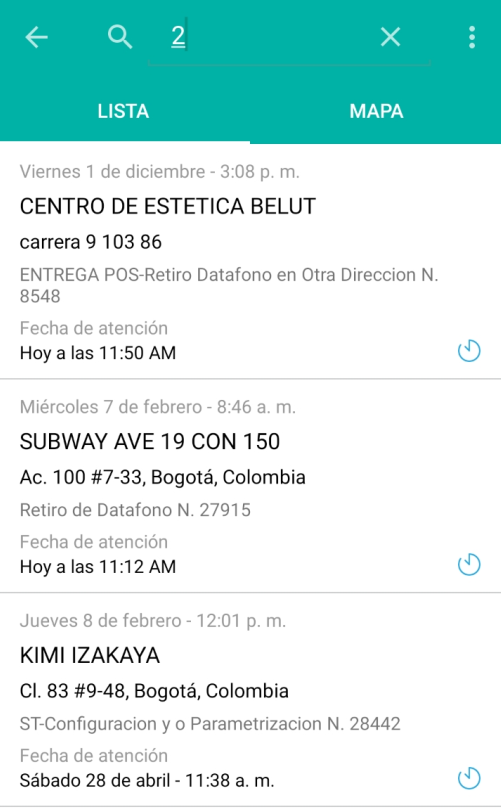 2
LISTA
MAPA
Viernes 1 de diciembre - 3:08 p. m.
CENTRO DE ESTETICA BELUT
carrera 9 103 86
ENTREGA POS-Retiro Datafono en Otra Direccion N.
8548
Fecha de atención
Hoy a las 11:50 AM
Miércoles 7 de febrero - 8:46 a. m.
SUBWAY AVE 19 CON 150
Ac. 100 #7-33, Bogotá, Colombia
Retiro de Datafono N. 27915
Fecha de atención
Hoy a las 11:12 AM
Jueves 8 de febrero - 12:01 p. m.
KIMI IZAKAYA
Cl. 83 #9-48, Bogotá, Colombia
ST-Configuracion y o Parametrizacion N. 28442
Fecha de atención
Sábado 28 de abril - 11:38 a. m.